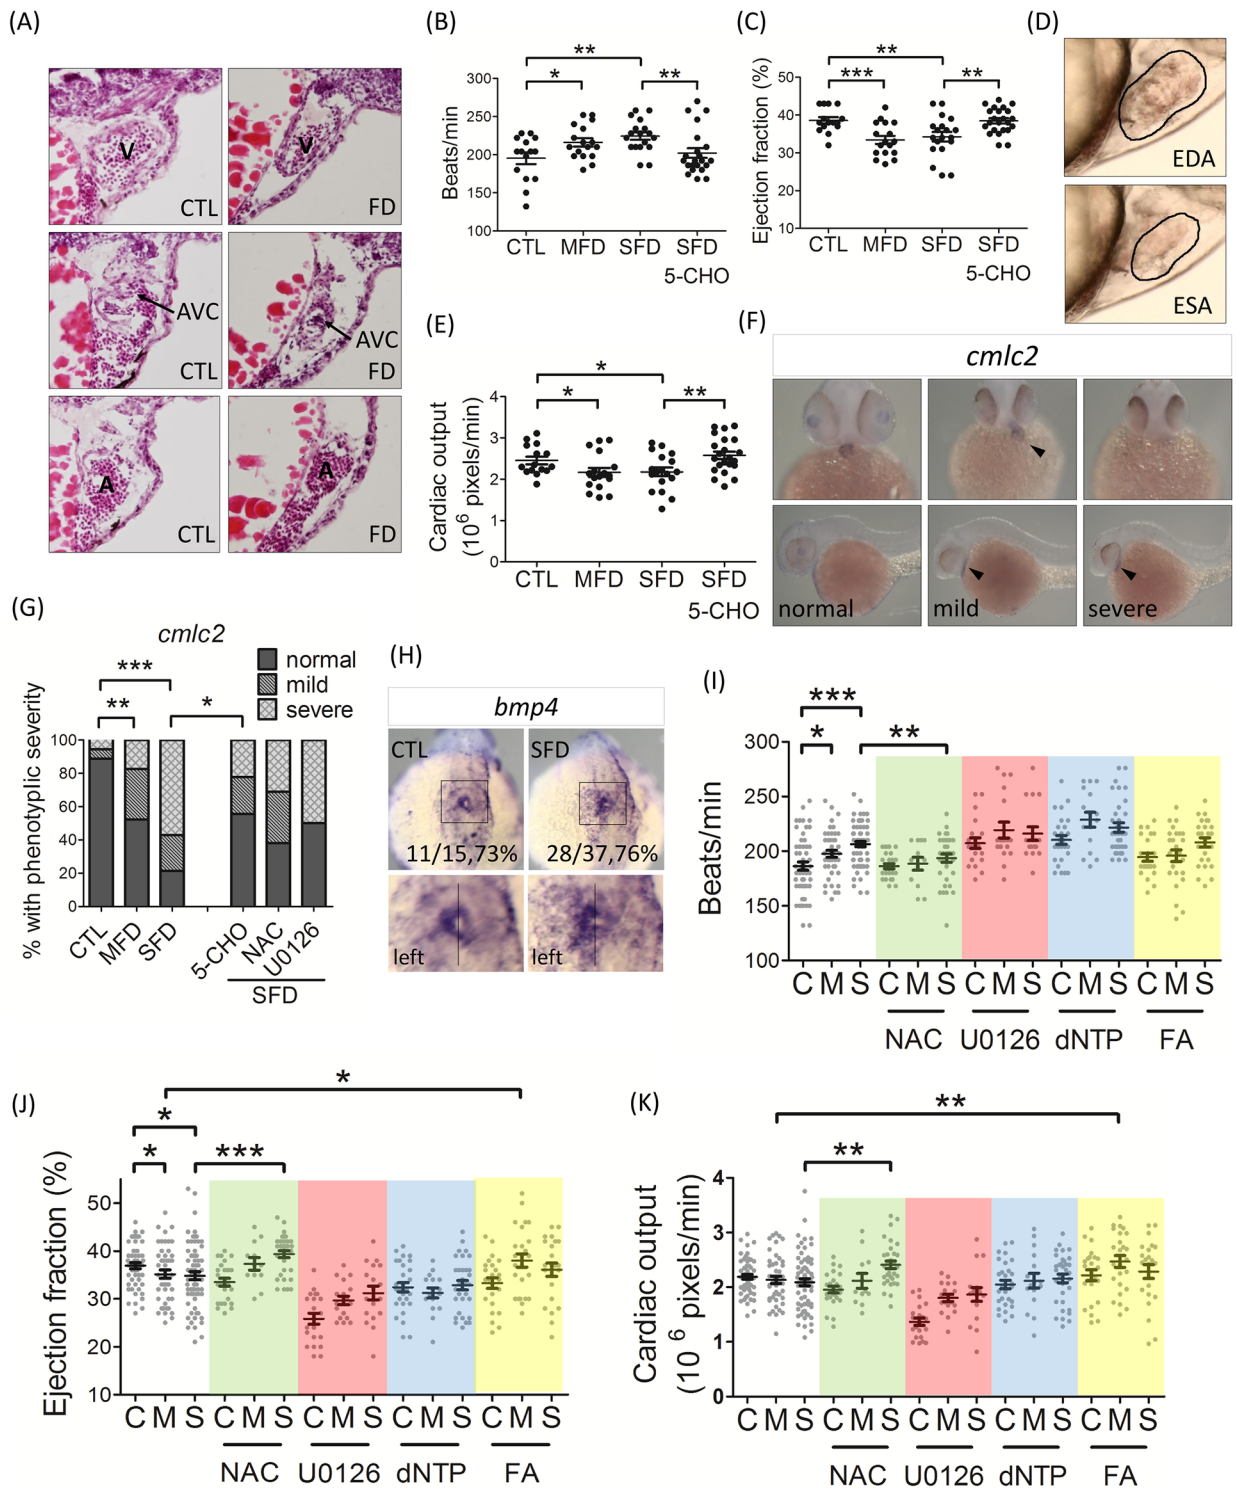 (A)
V
CTL
V
FD
AVC
CTL
AVC
FD
A
CTL
A
FD
(B)
**
*
**
Beats/min
300
250
200
150
100
CTL
MFD
SFD
SFD
5-CHO
(C)
**
***
**
Ejection fraction (%)
50
40
30
20
10
CTL
MFD
SFD
SFD
5-CHO
(D)
EDA
ESA
(E)
*
*
**
Cardiac output
(10⁶ pixels/min)
4
3
2
1
0
CTL
MFD
SFD
SFD
5-CHO
(F)
cmlc2
normal
mild
severe
(G)
cmlc2
normal
mild
severe
***
**
*
% with phenotyplic severity
100
80
60
40
20
0
CTL
MFD
SFD
5-CHO
NAC
U0126
SFD
(H)
bmp4
CTL
11/15,73%
SFD
28/37,76%
left
left
(I)
***
*
**
Beats/min
300
250
200
150
100
C M S C M S C M S C M S C M S
NAC U0126 dNTP FA
(J)
*
*
*
***
Ejection fraction (%)
50
40
30
20
10
C M S C M S C M S C M S C M S
NAC U0126 dNTP FA
(K)
**
**
Cardiac output
(10⁶ pixels/min)
4
3
2
1
0
C M S C M S C M S C M S C M S
NAC U0126 dNTP FA